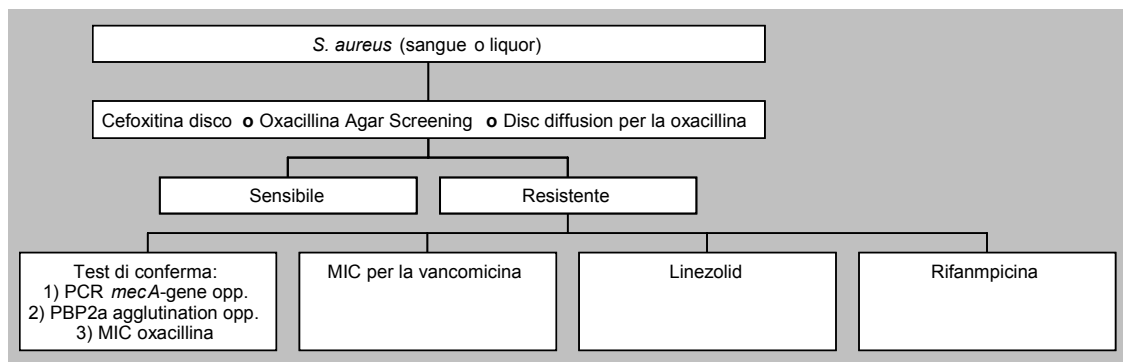 S. aureus (sangue o liquor)
Cefoxitina disco o Oxacillina Agar Screening o Disc diffusion per la oxacillina
Sensibile
Resistente
Test di conferma:
1) PCR mecA-gene opp.
2) PBP2a agglutination opp.
3) MIC oxacillina
MIC per la vancomicina
Linezolid
Rifanmpicina